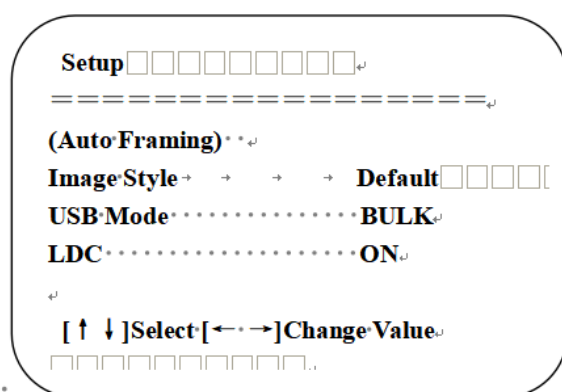 Setup
==================
(Auto Framing)
Image Style Default
USB Mode BULK
LDC ON
[↑ ↓]Select [← →]Change Value